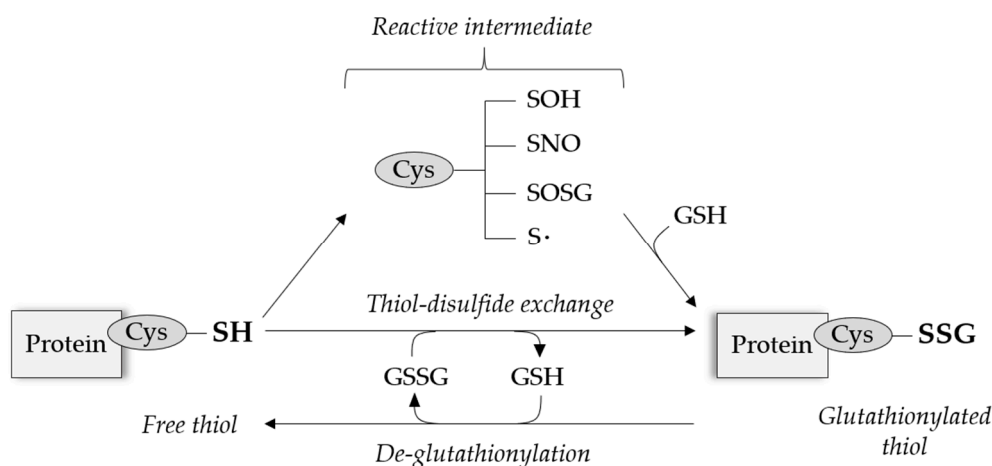 Reactive intermediate
SOH
SNO
Cys
SOSG
S·
GSH
Thiol-disulfide exchange
Protein Cys SH
Protein Cys SSG
GSSG GSH
Free thiol
Glutathionylated
thiol
De-glutathionylation